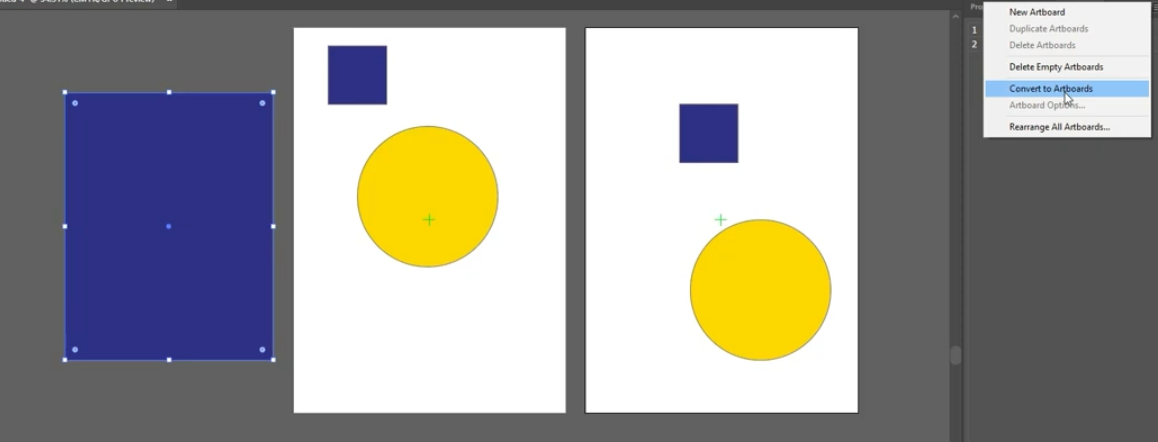 Pro
New Artboard
Duplicate Artboards
Delete Artboards
Delete Empty Artboards
Convert to Artboards
Artboard Options...
Rearrange All Artboards...
1
2